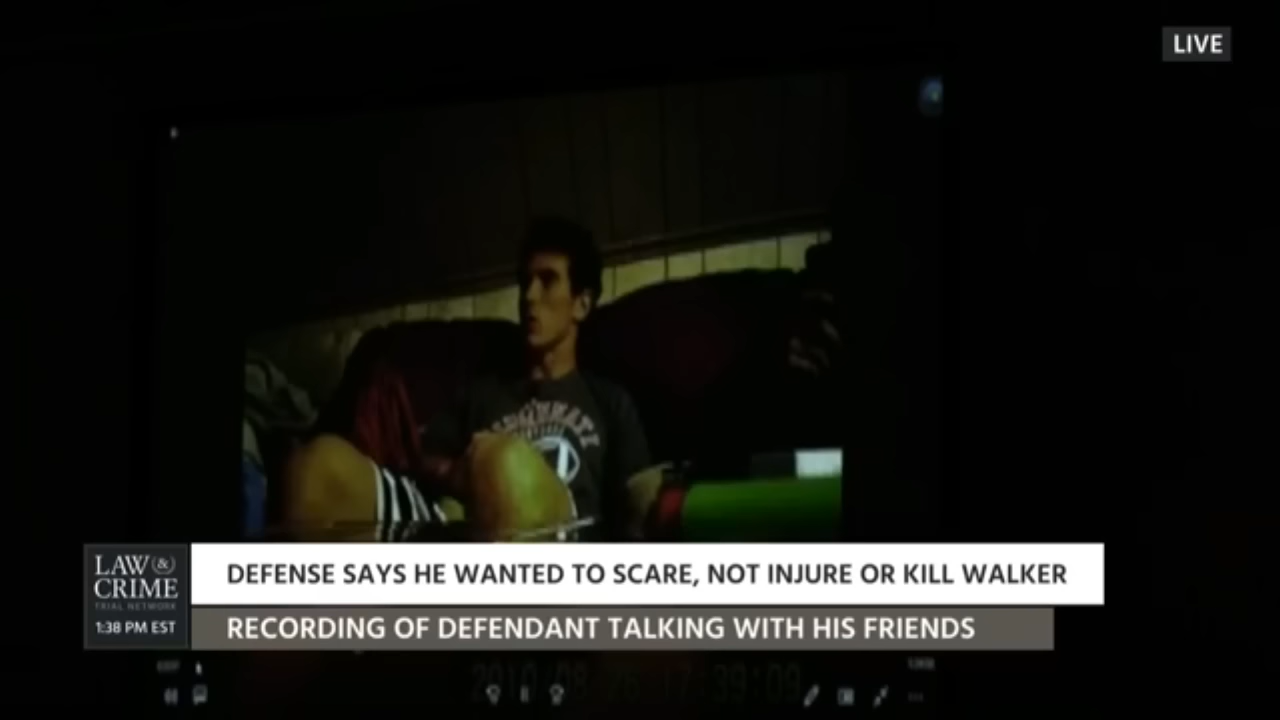 LIVE
CINCINNATI
LAW &
CRIME
TRIAL NETWORK
1:38 PM EST
DEFENSE SAYS HE WANTED TO SCARE, NOT INJURE OR KILL WALKER
RECORDING OF DEFENDANT TALKING WITH HIS FRIENDS